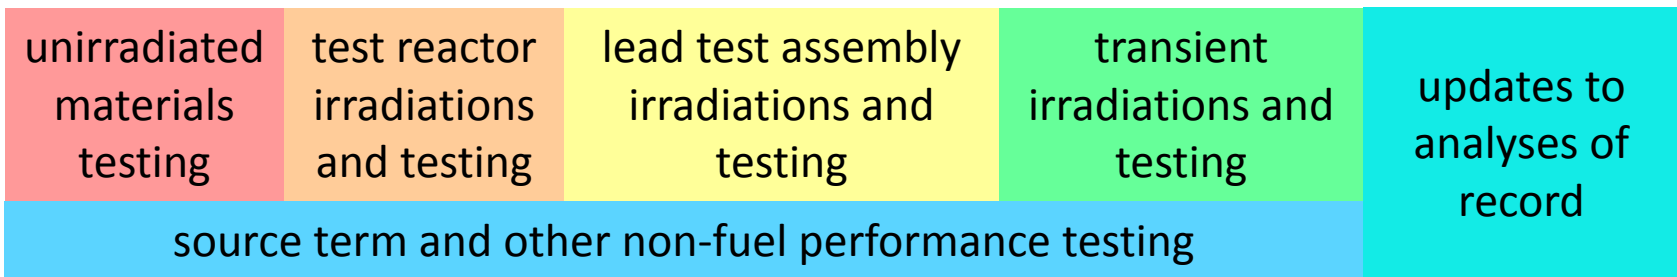 unirradiated
materials
testing
test reactor
irradiations
and testing
lead test assembly
irradiations and
testing
transient
irradiations and
testing
updates to
analyses of
record
source term and other non-fuel performance testing